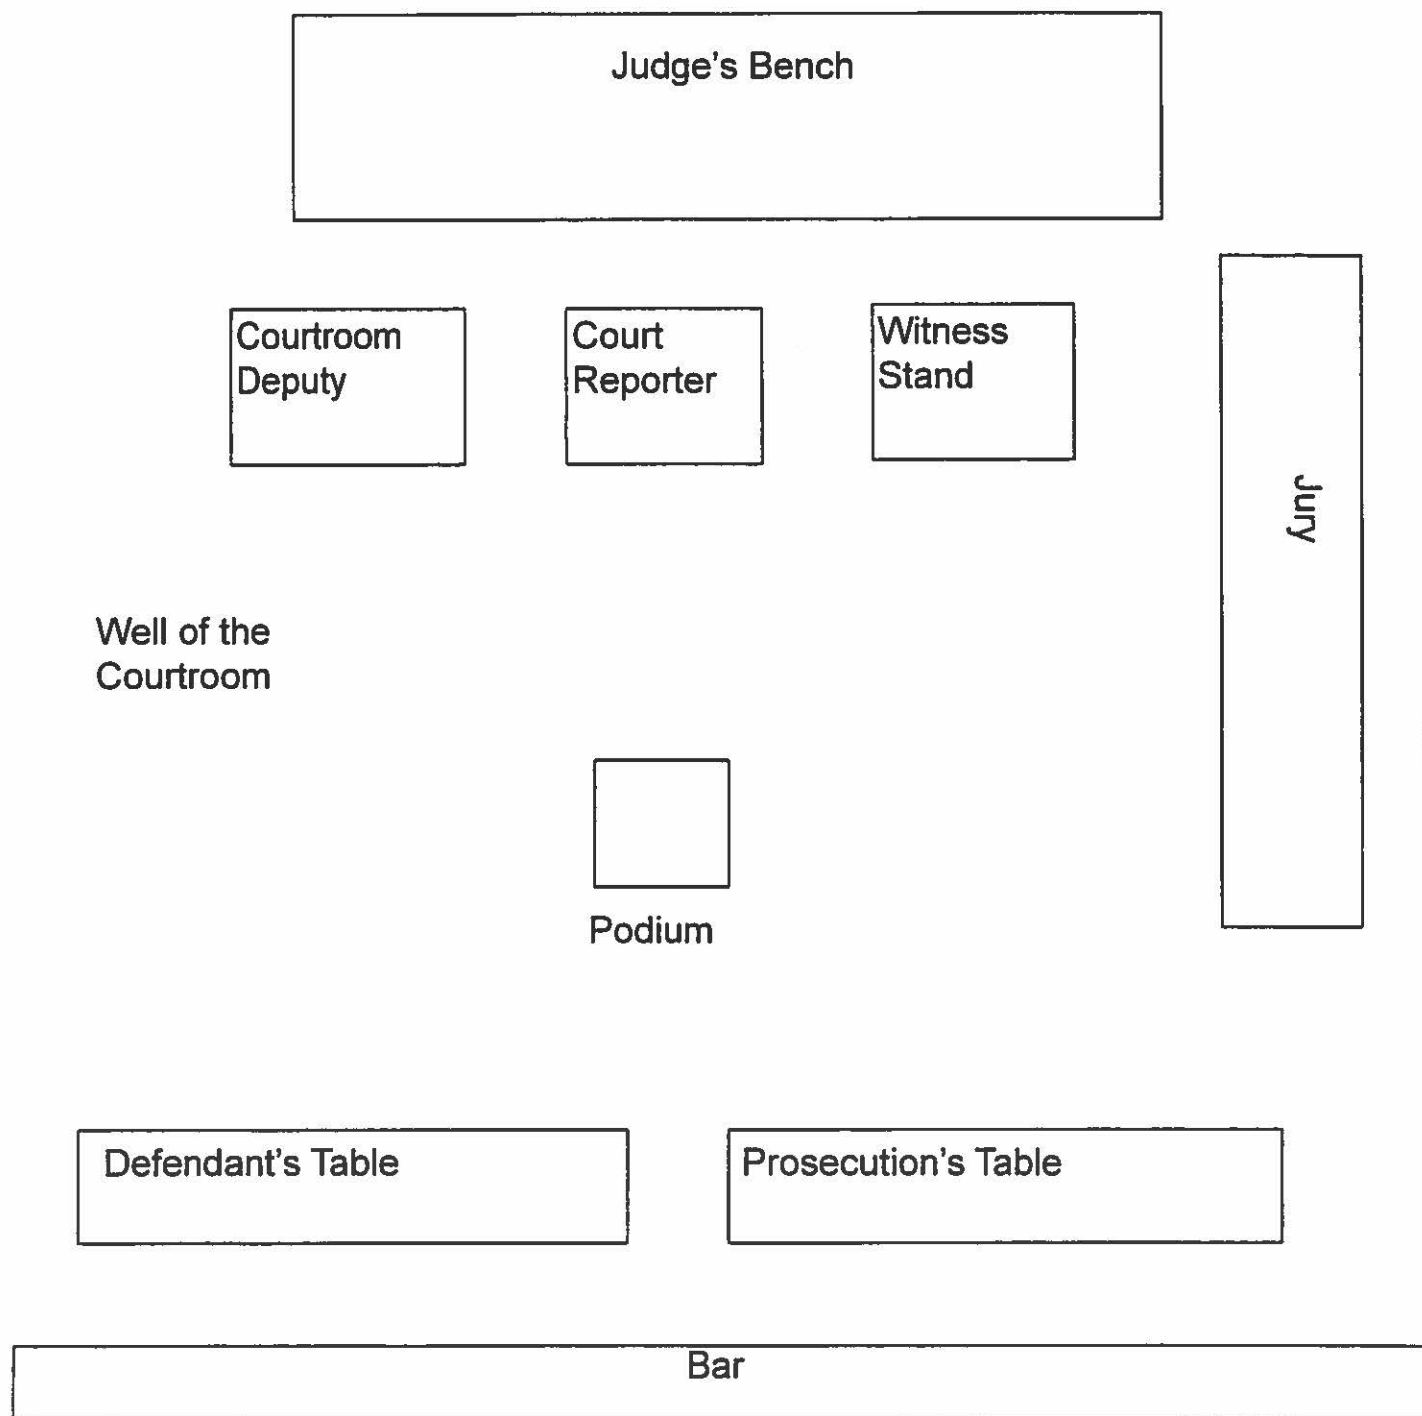 Judge's Bench
Courtroom
Deputy
Court
Reporter
Witness
Stand
Jury
Well of the
Courtroom
Podium
Defendant's Table
Prosecution's Table
Bar